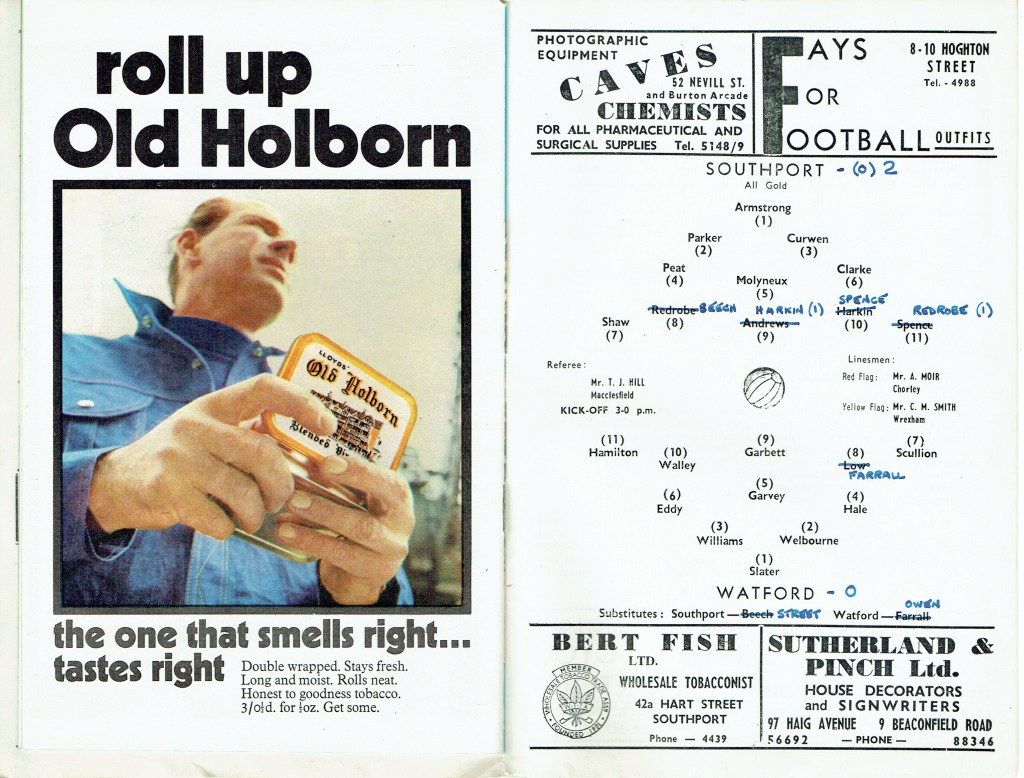 roll up
Old Holborn
LLOYDS'
Old Holborn
Blended
the one that smells right...
tastes right
Double wrapped. Stays fresh.
Long and moist. Rolls neat.
Honest to goodness tobacco.
3/0½d. for ½oz. Get some.
PHOTOGRAPHIC
EQUIPMENT
CAVES
52 NEVILL ST.
and Burton Arcade
CHEMISTS
FOR ALL PHARMACEUTICAL AND
SURGICAL SUPPLIES Tel. 5148/9
FAYS
FOR
FOOTBALL OUTFITS
8-10 HOGHTON
STREET
Tel. - 4988
SOUTHPORT - (0) 2
All Gold
Armstrong
(1)
Parker Curwen
(2) (3)
Peat Molyneux Clarke
(4) (5) (6)
Redrobe BEECH HARKIN (1) SPENCE REDROBE (1)
Shaw Andrews Harkin Spence
(7) (8) (9) (10) (11)
Referee :
Mr. T. J. HILL
Macclesfield
KICK-OFF 3-0 p.m.
Linesmen :
Red Flag : Mr. A. MOIR
Chorley
Yellow Flag : Mr. C. M. SMITH
Wrexham
(11) (10) (9) (8) (7)
Hamilton Walley Garbett Low Scullion
FARRALL
(6) (5) (4)
Eddy Garvey Hale
(3) (2)
Williams Welbourne
(1)
Slater
WATFORD - 0
OWEN
Substitutes : Southport — Beech STREET Watford — Farrall
BERT FISH
LTD.
WHOLESALE TOBACCONIST
42a HART STREET
SOUTHPORT
Phone — 4439
MEMBER
SUTHERLAND &
PINCH Ltd.
HOUSE DECORATORS
and SIGNWRITERS
97 HAIG AVENUE 9 BEACONFIELD ROAD
56692 — PHONE — 88346